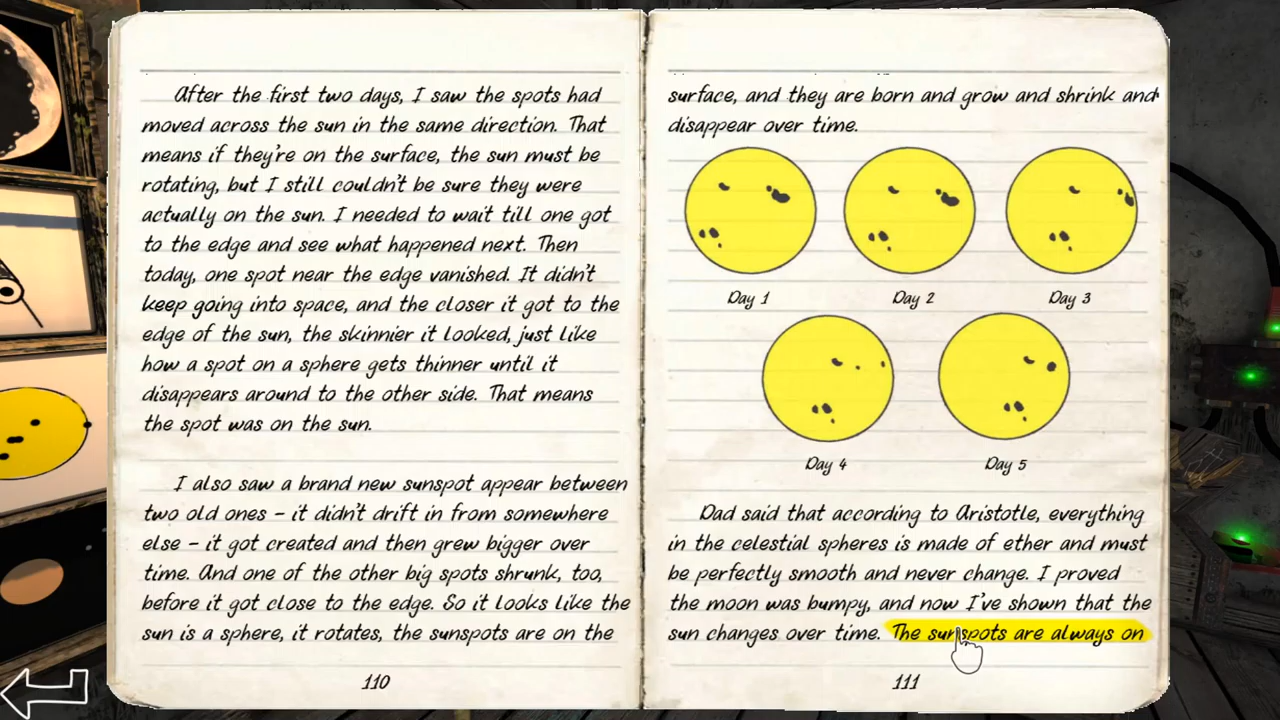 After the first two days, I saw the spots had
moved across the sun in the same direction. That
means if they're on the surface, the sun must be
rotating, but I still couldn't be sure they were
actually on the sun. I needed to wait till one got
to the edge and see what happened next. Then
today, one spot near the edge vanished. It didn't
keep going into space, and the closer it got to the
edge of the sun, the skinnier it looked, just like
how a spot on a sphere gets thinner until it
disappears around to the other side. That means
the spot was on the sun.
I also saw a brand new sunspot appear between
two old ones – it didn't drift in from somewhere
else – it got created and then grew bigger over
time. And one of the other big spots shrunk, too,
before it got close to the edge. So it looks like the
sun is a sphere, it rotates, the sunspots are on the
110
surface, and they are born and grow and shrink and
disappear over time.
Day 1
Day 2
Day 3
Day 4
Day 5
Dad said that according to Aristotle, everything
in the celestial spheres is made of ether and must
be perfectly smooth and never change. I proved
the moon was bumpy, and now I've shown that the
sun changes over time. The sunspots are always on
111